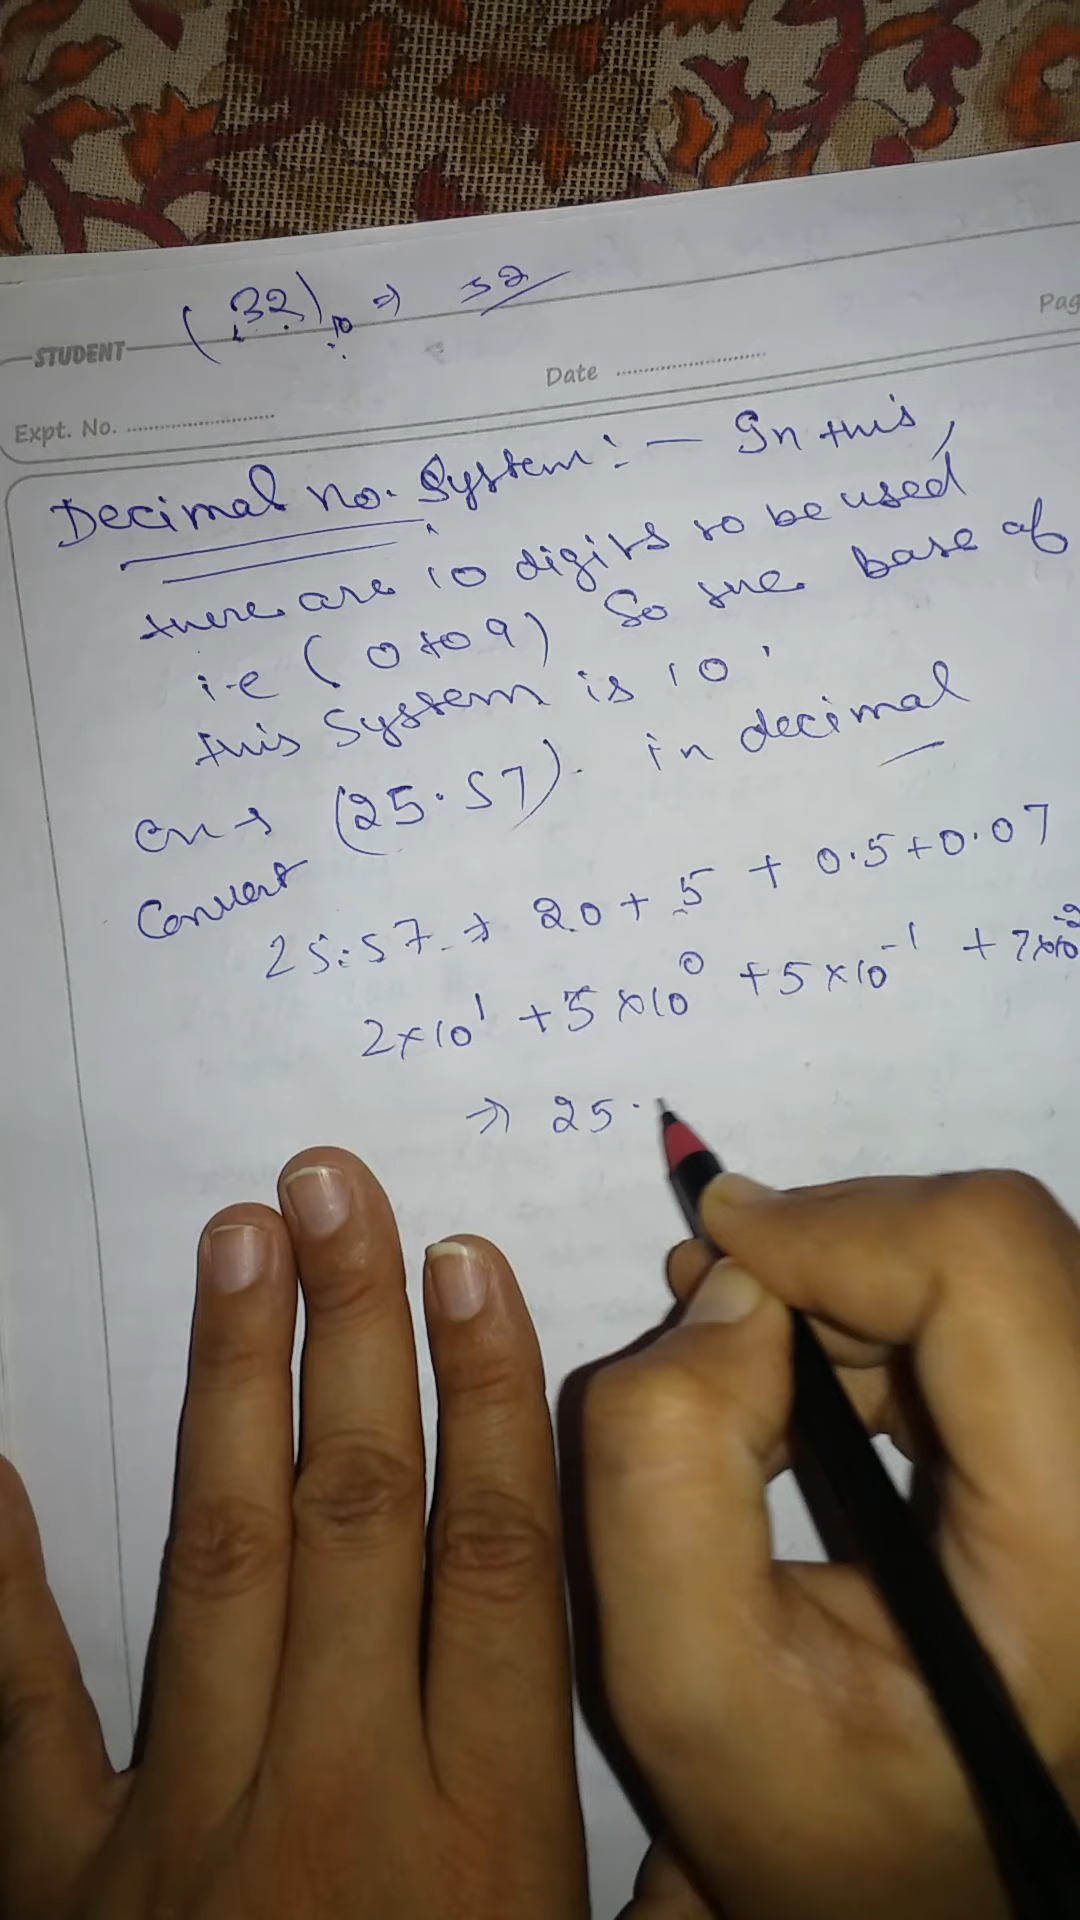 (32)10 ⇒ 32
STUDENT
Pag
Date
Expt. No.
Decimal no. System:- In this,
there are 10 digits to be used
i.e (0 to 9) So the base of
this System is 10'
(25.57). in decimal
Convert
25.57 → 20 + 5 + 0.5 + 0.07
2×10¹ + 5×10⁰ + 5×10⁻¹ + 7×10⁻²
⇒ 25.